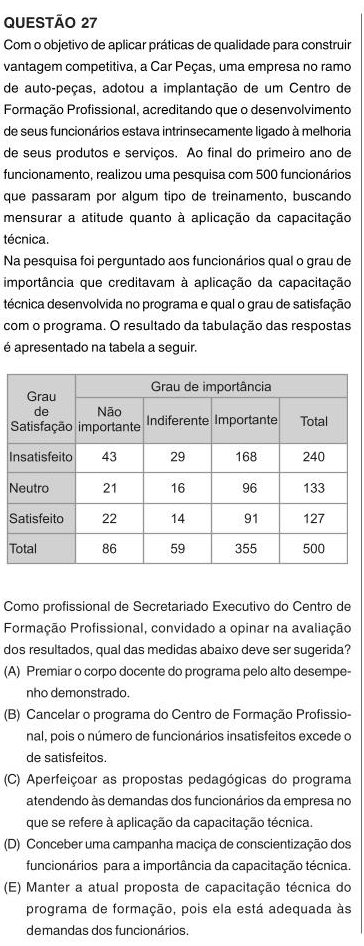 QUESTÃO 27
Com o objetivo de aplicar práticas de qualidade para construir
vantagem competitiva, a Car Peças, uma empresa no ramo
de auto-peças, adotou a implantação de um Centro de
Formação Profissional, acreditando que o desenvolvimento
de seus funcionários estava intrinsecamente ligado à melhoria
de seus produtos e serviços. Ao final do primeiro ano de
funcionamento, realizou uma pesquisa com 500 funcionários
que passaram por algum tipo de treinamento, buscando
mensurar a atitude quanto à aplicação da capacitação
técnica.
Na pesquisa foi perguntado aos funcionários qual o grau de
importância que creditavam à aplicação da capacitação
técnica desenvolvida no programa e qual o grau de satisfação
com o programa. O resultado da tabulação das respostas
é apresentado na tabela a seguir.
Grau de Satisfação
Grau de importância
Não importante Indiferente Importante Total
Insatisfeito 43 29 168 240
Neutro 21 16 96 133
Satisfeito 22 14 91 127
Total 86 59 355 500
Como profissional de Secretariado Executivo do Centro de
Formação Profissional, convidado a opinar na avaliação
dos resultados, qual das medidas abaixo deve ser sugerida?
(A) Premiar o corpo docente do programa pelo alto desempe-
nho demonstrado.
(B) Cancelar o programa do Centro de Formação Profissio-
nal, pois o número de funcionários insatisfeitos excede o
de satisfeitos.
(C) Aperfeiçoar as propostas pedagógicas do programa
atendendo às demandas dos funcionários da empresa no
que se refere à aplicação da capacitação técnica.
(D) Conceber uma campanha maciça de conscientização dos
funcionários para a importância da capacitação técnica.
(E) Manter a atual proposta de capacitação técnica do
programa de formação, pois ela está adequada às
demandas dos funcionários.